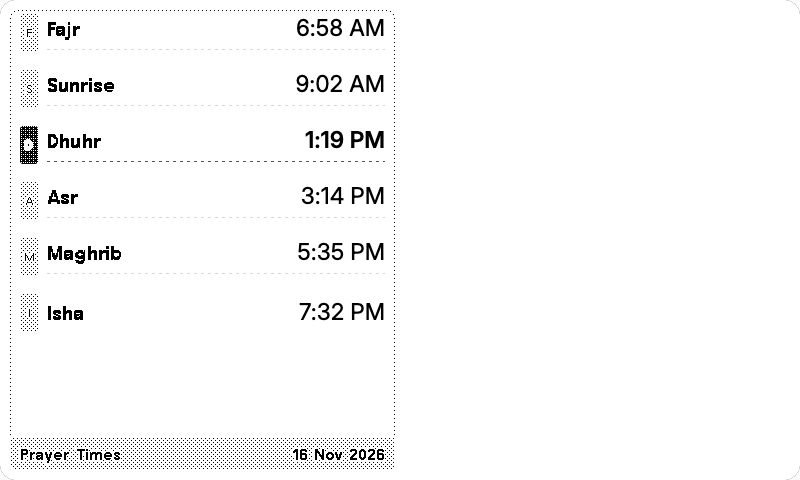 F Fajr 6:58 AM
S Sunrise 9:02 AM
Dhuhr 1:19 PM
A Asr 3:14 PM
M Maghrib 5:35 PM
I Isha 7:32 PM
Prayer Times 16 Nov 2026